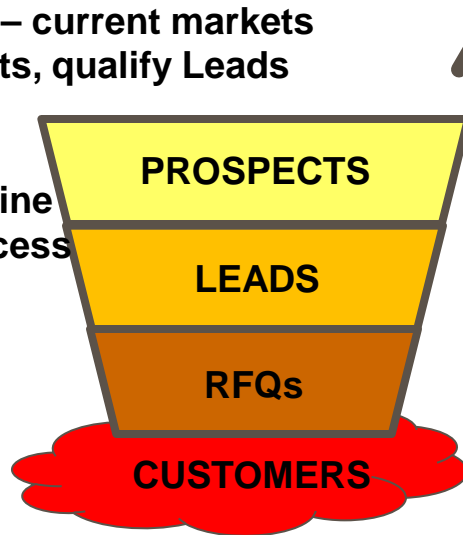 – current markets
ts, qualify Leads
PROSPECTS
ine
cess
LEADS
RFQs
CUSTOMERS